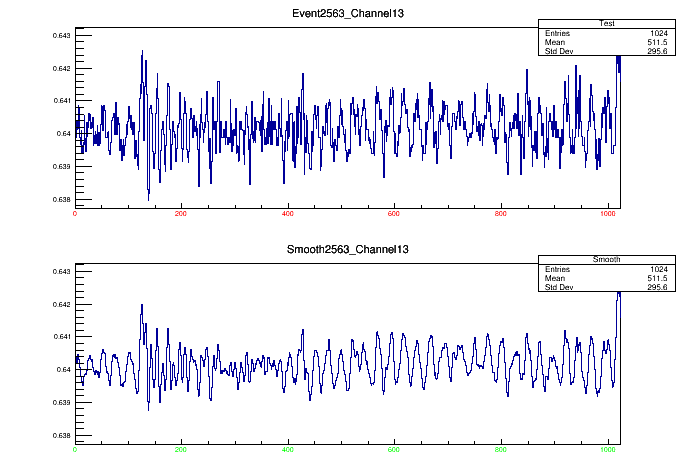 Event2563_Channel13
Test
Entries 1024
Mean 511.5
Std Dev 295.6
0.643
0.642
0.641
0.64
0.639
0.638
0 200 400 600 800 1000
Smooth2563_Channel13
Smooth
Entries 1024
Mean 511.5
Std Dev 295.6
0.643
0.642
0.641
0.64
0.639
0.638
0 200 400 600 800 1000